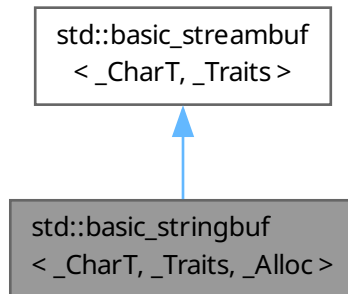 std::basic_streambuf
< _CharT, _Traits >
std::basic_stringbuf
< _CharT, _Traits, _Alloc >